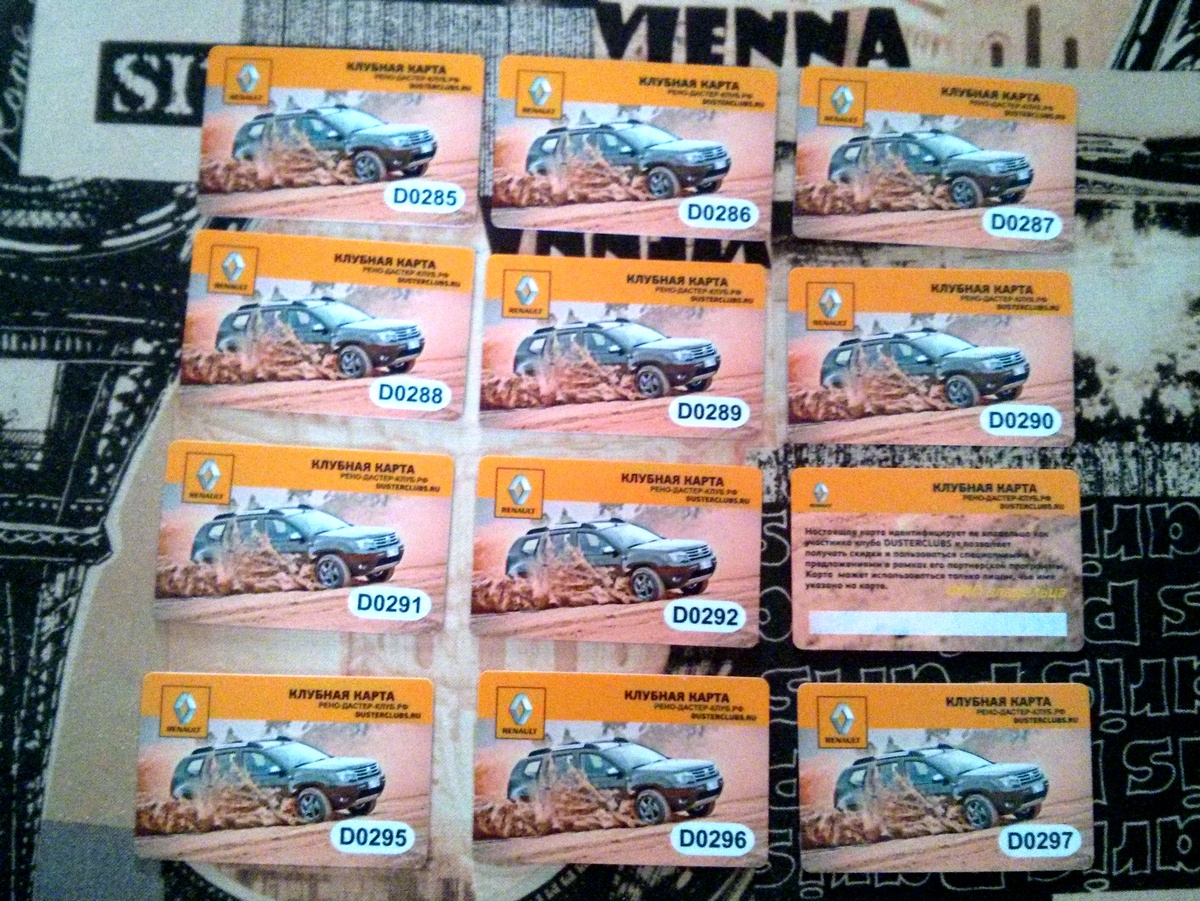 VIENNA
SI
КЛУБНАЯ КАРТА
РЕНО-ДАСТЕР-КЛУБ.РФ
DUSTERCLUBS.RU
RENAULT
D0285
КЛУБНАЯ КАРТА
РЕНО-ДАСТЕР-КЛУБ.РФ
DUSTERCLUBS.RU
RENAULT
D0286
КЛУБНАЯ КАРТА
РЕНО-ДАСТЕР-КЛУБ.РФ
DUSTERCLUBS.RU
RENAULT
D0287
КЛУБНАЯ КАРТА
РЕНО-ДАСТЕР-КЛУБ.РФ
DUSTERCLUBS.RU
RENAULT
D0288
КЛУБНАЯ КАРТА
РЕНО-ДАСТЕР-КЛУБ.РФ
DUSTERCLUBS.RU
RENAULT
D0289
КЛУБНАЯ КАРТА
РЕНО-ДАСТЕР-КЛУБ.РФ
DUSTERCLUBS.RU
RENAULT
D0290
КЛУБНАЯ КАРТА
РЕНО-ДАСТЕР-КЛУБ.РФ
DUSTERCLUBS.RU
RENAULT
D0291
КЛУБНАЯ КАРТА
РЕНО-ДАСТЕР-КЛУБ.РФ
DUSTERCLUBS.RU
RENAULT
D0292
КЛУБНАЯ КАРТА
РЕНО-ДАСТЕР-КЛУБ.РФ
DUSTERCLUBS.RU
RENAULT
Настоящая карта идентифицирует ее владельца как
участника клуба DUSTERCLUBS и позволяет
получать скидки и пользоваться специальными
предложениями в рамках его партнерской программы.
Карта может использоваться только лицом, чье имя
указано на карте.
ФИО владельца
КЛУБНАЯ КАРТА
РЕНО-ДАСТЕР-КЛУБ.РФ
DUSTERCLUBS.RU
RENAULT
D0295
КЛУБНАЯ КАРТА
РЕНО-ДАСТЕР-КЛУБ.РФ
DUSTERCLUBS.RU
RENAULT
D0296
КЛУБНАЯ КАРТА
РЕНО-ДАСТЕР-КЛУБ.РФ
DUSTERCLUBS.RU
RENAULT
D0297